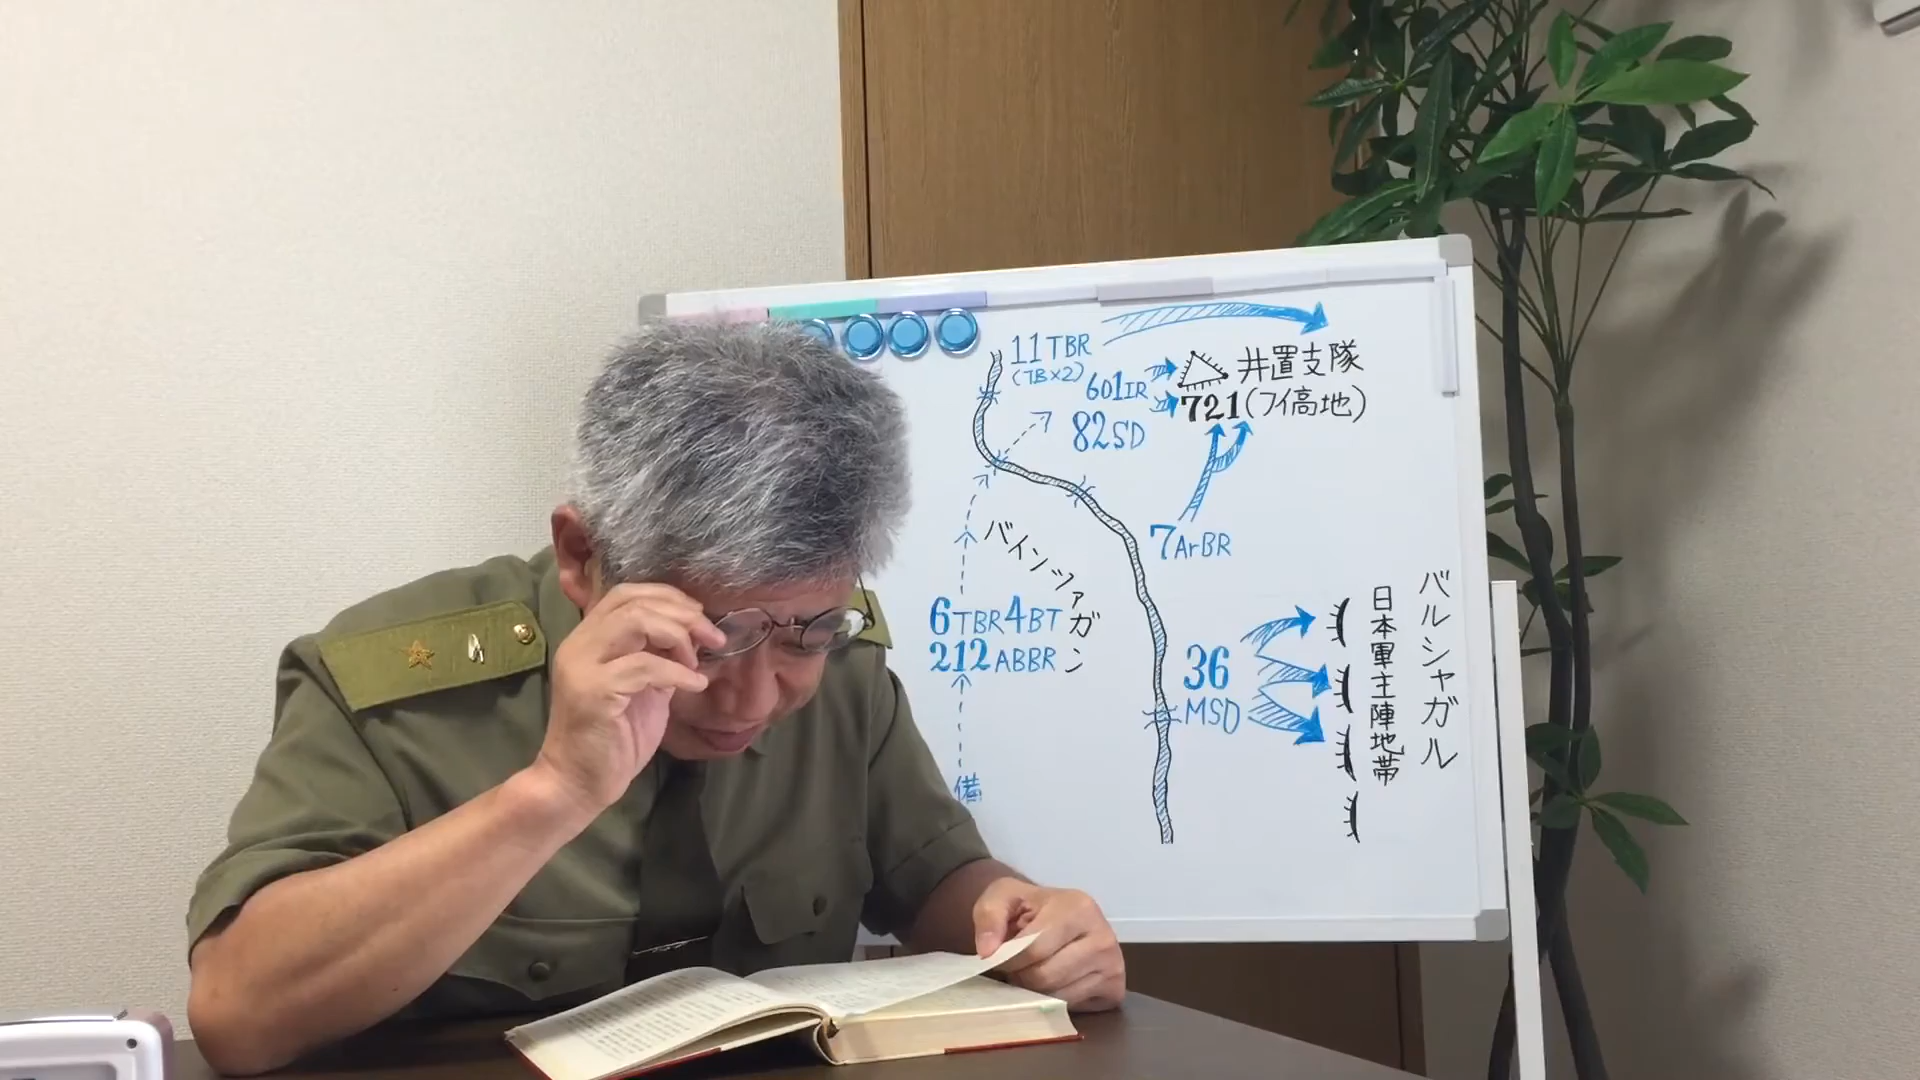 11TBR
(TB×2)
601IR
井置支隊
721(フイ高地)
82SD
7ArBR
バインツァガン
6TBR4BT
212ABBR
36
MSD
日本軍主陣地帯
バルシャガル
備